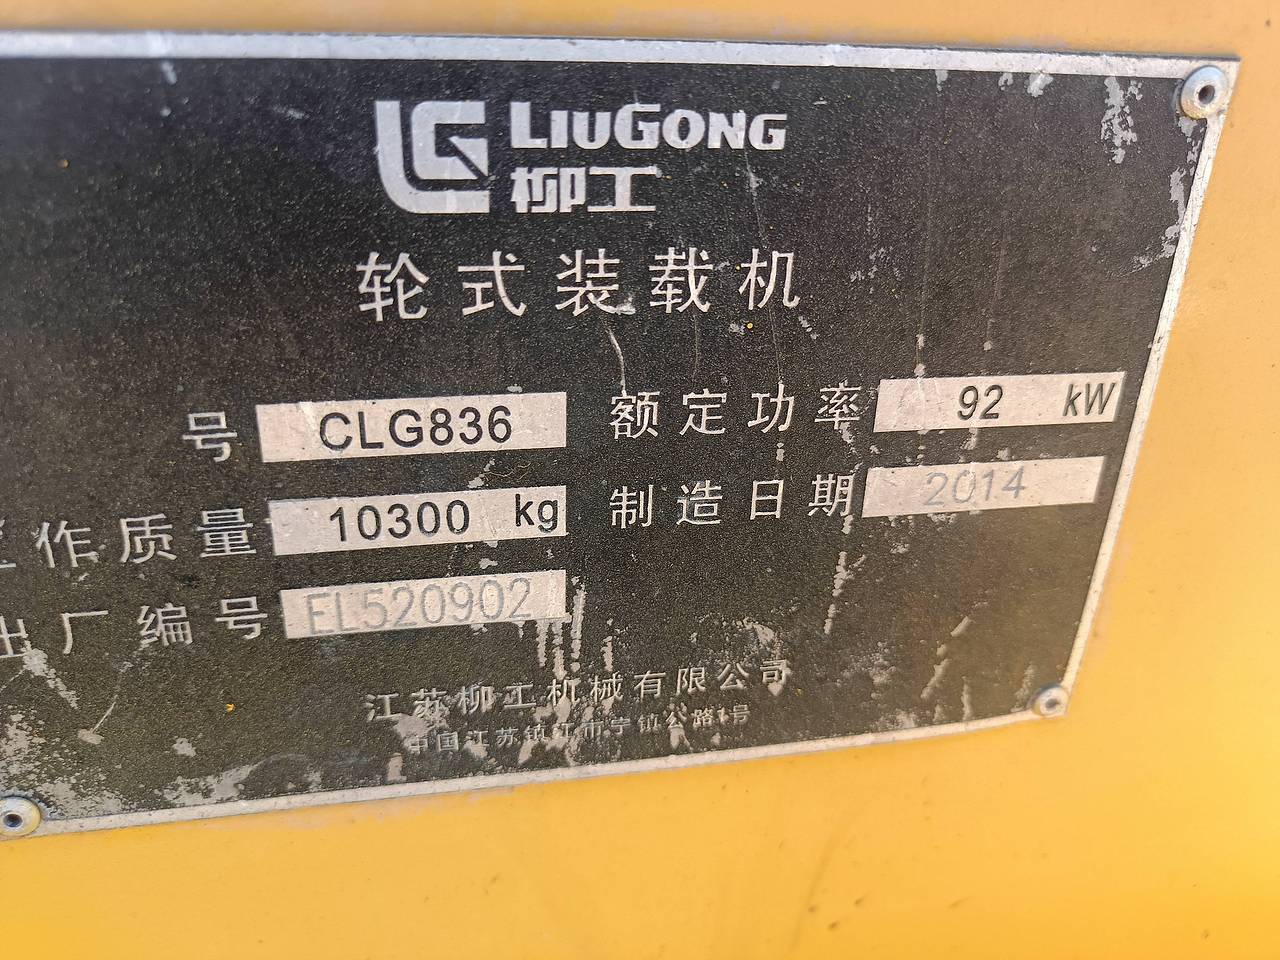 LIUGONG
柳工
轮式装载机
号 CLG836 额定功率 92 kW
作质量 10300 kg 制造日期 2014
出厂编号 EL520902
江苏柳工机械有限公司
中国江苏镇江市宁镇公路1号